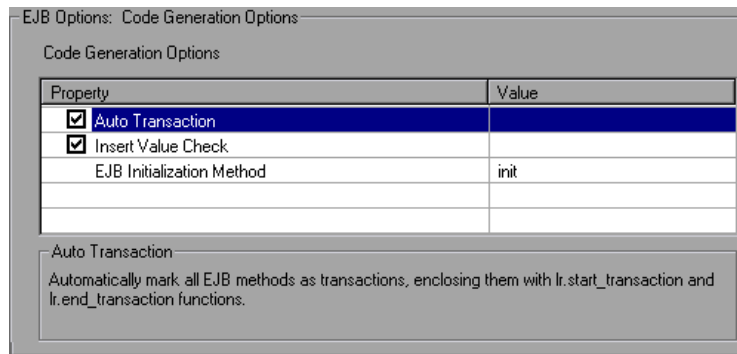 EJB Options: Code Generation Options
Code Generation Options
Property Value
Auto Transaction
Insert Value Check
EJB Initialization Method init
Auto Transaction
Automatically mark all EJB methods as transactions, enclosing them with lr.start_transaction and
lr.end_transaction functions.